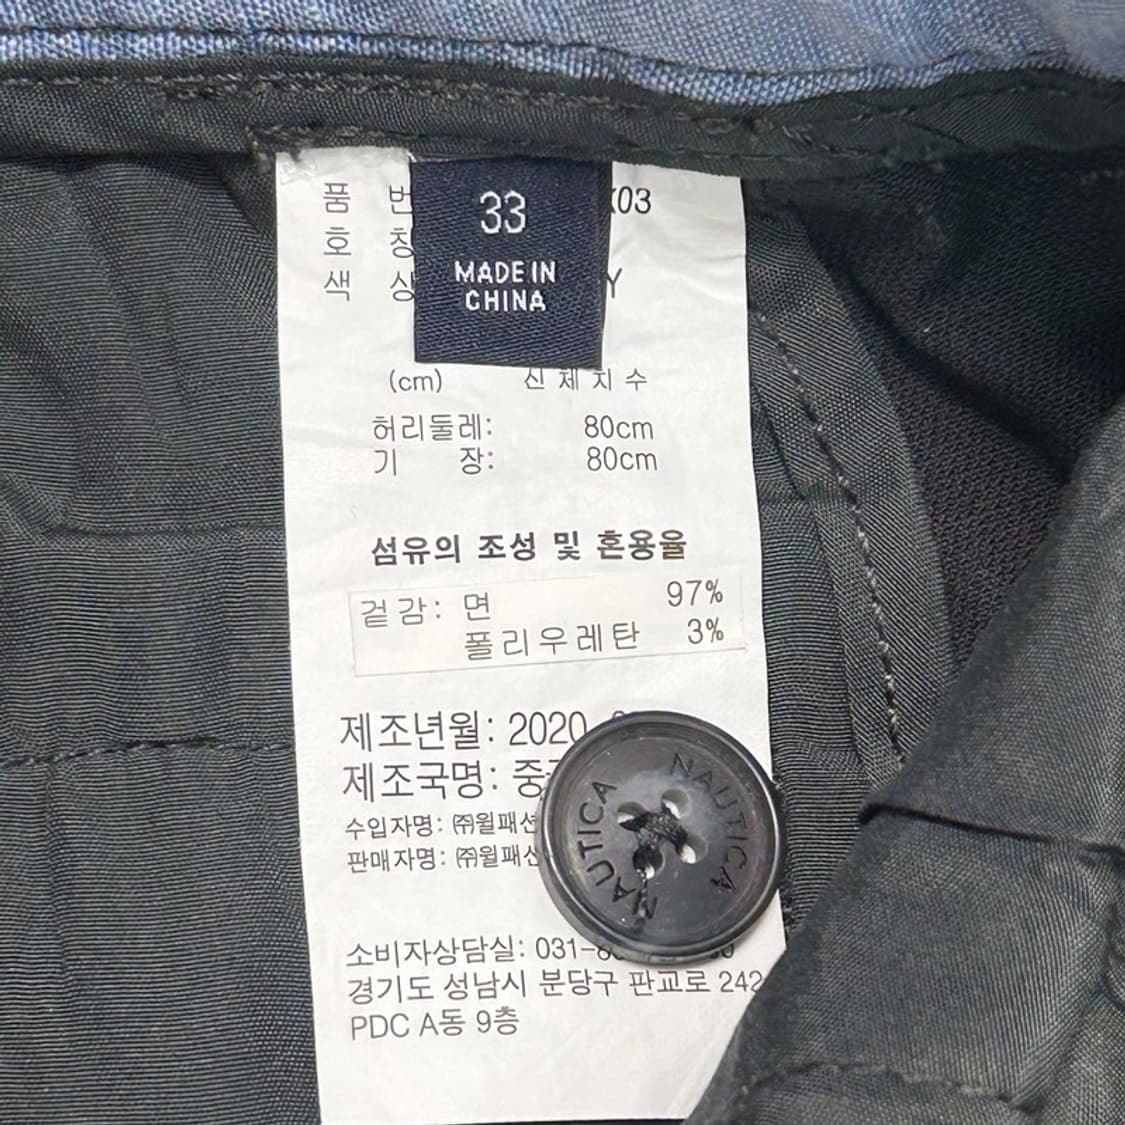 품 번 K03
호 칭
색 상 Y
33
MADE IN
CHINA
(cm) 신체치수
허리둘레: 80cm
기 장: 80cm
섬유의 조성 및 혼용율
겉감: 면 97%
폴리우레탄 3%
제조년월: 2020
제조국명: 중
수입자명: ㈜월패션
판매자명: ㈜월패션
소비자상담실: 031-8
경기도 성남시 분당구 판교로 242
PDC A동 9층
NAUTICA
NAUTICA